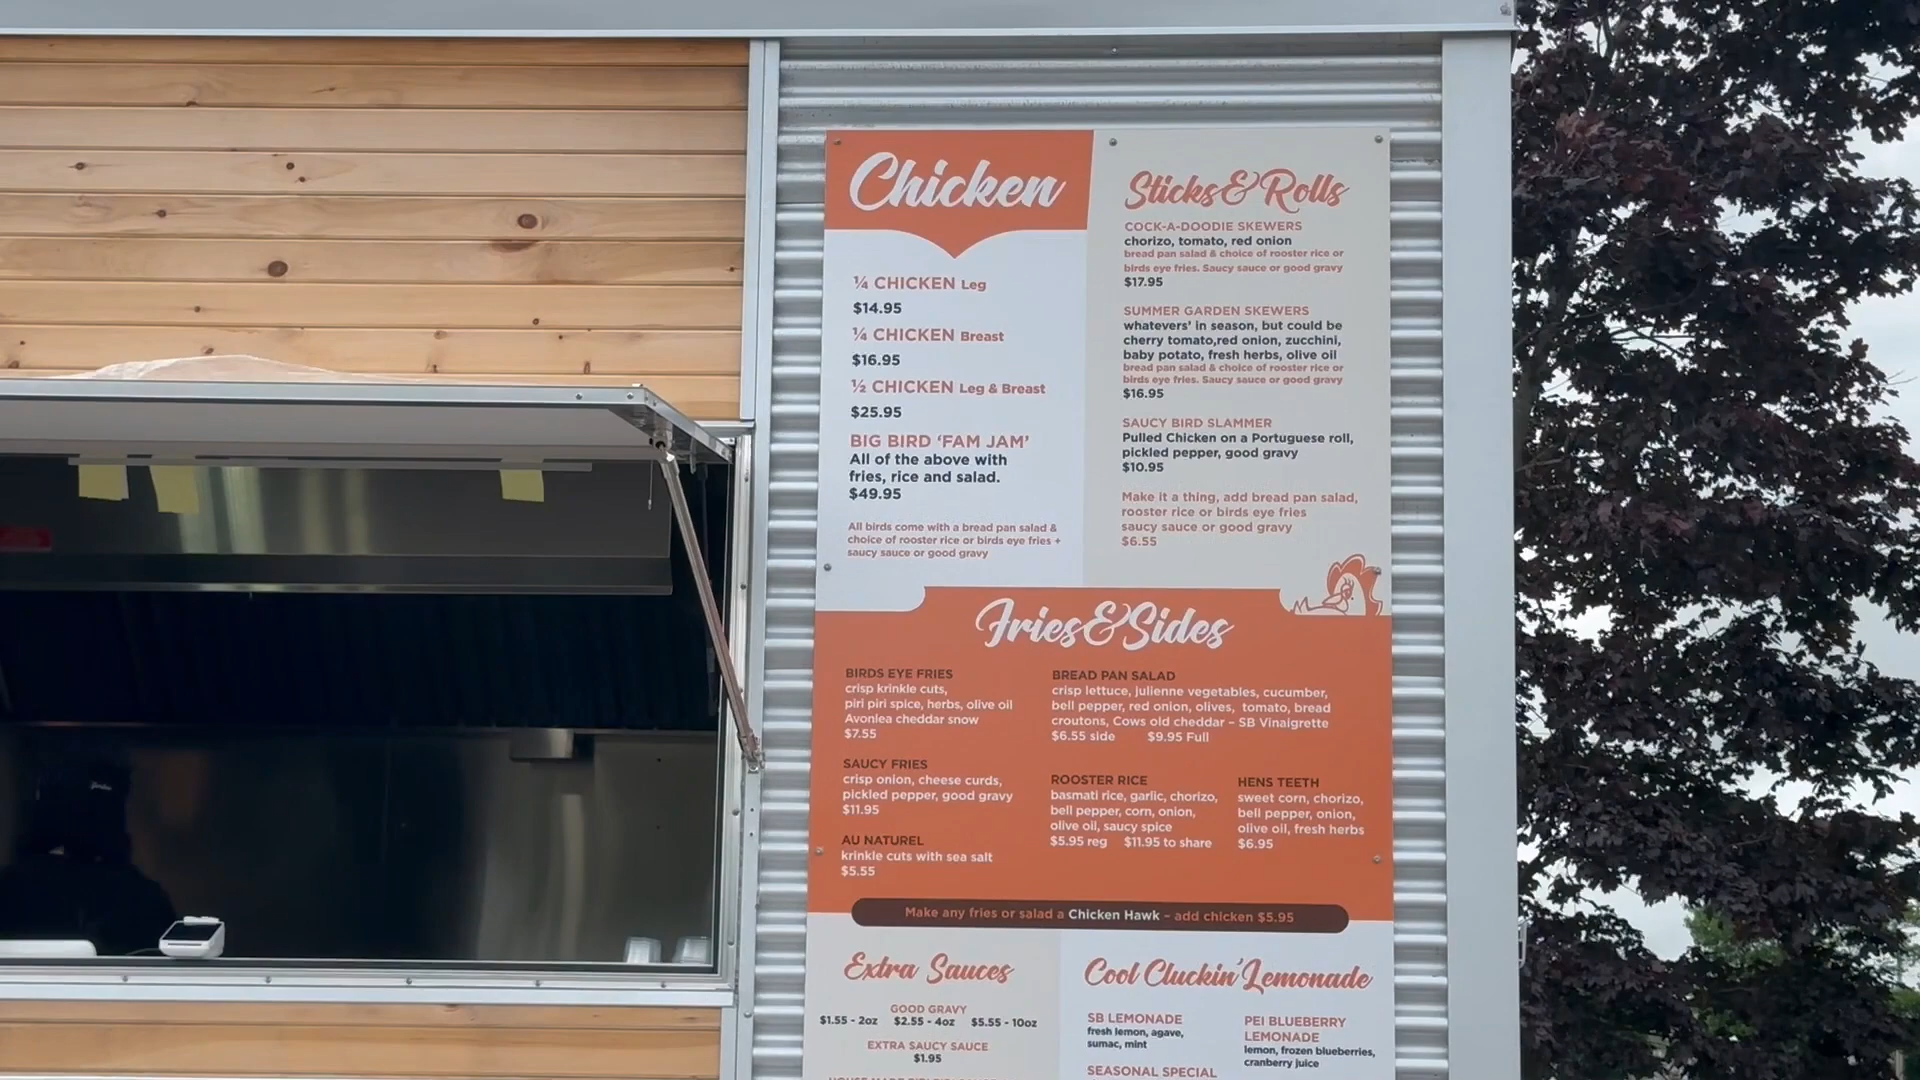 Chicken
¼ CHICKEN Leg
$14.95
¼ CHICKEN Breast
$16.95
½ CHICKEN Leg & Breast
$25.95
BIG BIRD ‘FAM JAM’
All of the above with
fries, rice and salad.
$49.95
All birds come with a bread pan salad &
choice of rooster rice or birds eye fries +
saucy sauce or good gravy
Sticks & Rolls
COCK-A-DOODIE SKEWERS
chorizo, tomato, red onion
bread pan salad & choice of rooster rice or
birds eye fries. Saucy sauce or good gravy
$17.95
SUMMER GARDEN SKEWERS
whatevers’ in season, but could be
cherry tomato,red onion, zucchini,
baby potato, fresh herbs, olive oil
bread pan salad & choice of rooster rice or
birds eye fries. Saucy sauce or good gravy
$16.95
SAUCY BIRD SLAMMER
Pulled Chicken on a Portuguese roll,
pickled pepper, good gravy
$10.95
Make it a thing, add bread pan salad,
rooster rice or birds eye fries
saucy sauce or good gravy
$6.55
Fries & Sides
BIRDS EYE FRIES
crisp krinkle cuts,
piri piri spice, herbs, olive oil
Avonlea cheddar snow
$7.55
SAUCY FRIES
crisp onion, cheese curds,
pickled pepper, good gravy
$11.95
AU NATUREL
krinkle cuts with sea salt
$5.55
BREAD PAN SALAD
crisp lettuce, julienne vegetables, cucumber,
bell pepper, red onion, olives, tomato, bread
croutons, Cows old cheddar – SB Vinaigrette
$6.55 side $9.95 Full
ROOSTER RICE
basmati rice, garlic, chorizo,
bell pepper, corn, onion,
olive oil, saucy spice
$5.95 reg $11.95 to share
HENS TEETH
sweet corn, chorizo,
bell pepper, onion,
olive oil, fresh herbs
$6.95
Make any fries or salad a Chicken Hawk – add chicken $5.95
Extra Sauces
GOOD GRAVY
$1.55 - 2oz $2.55 - 4oz $5.55 - 10oz
EXTRA SAUCY SAUCE
$1.95
Cool Cluckin’ Lemonade
SB LEMONADE
fresh lemon, agave,
sumac, mint
SEASONAL SPECIAL
PEI BLUEBERRY
LEMONADE
lemon, frozen blueberries,
cranberry juice